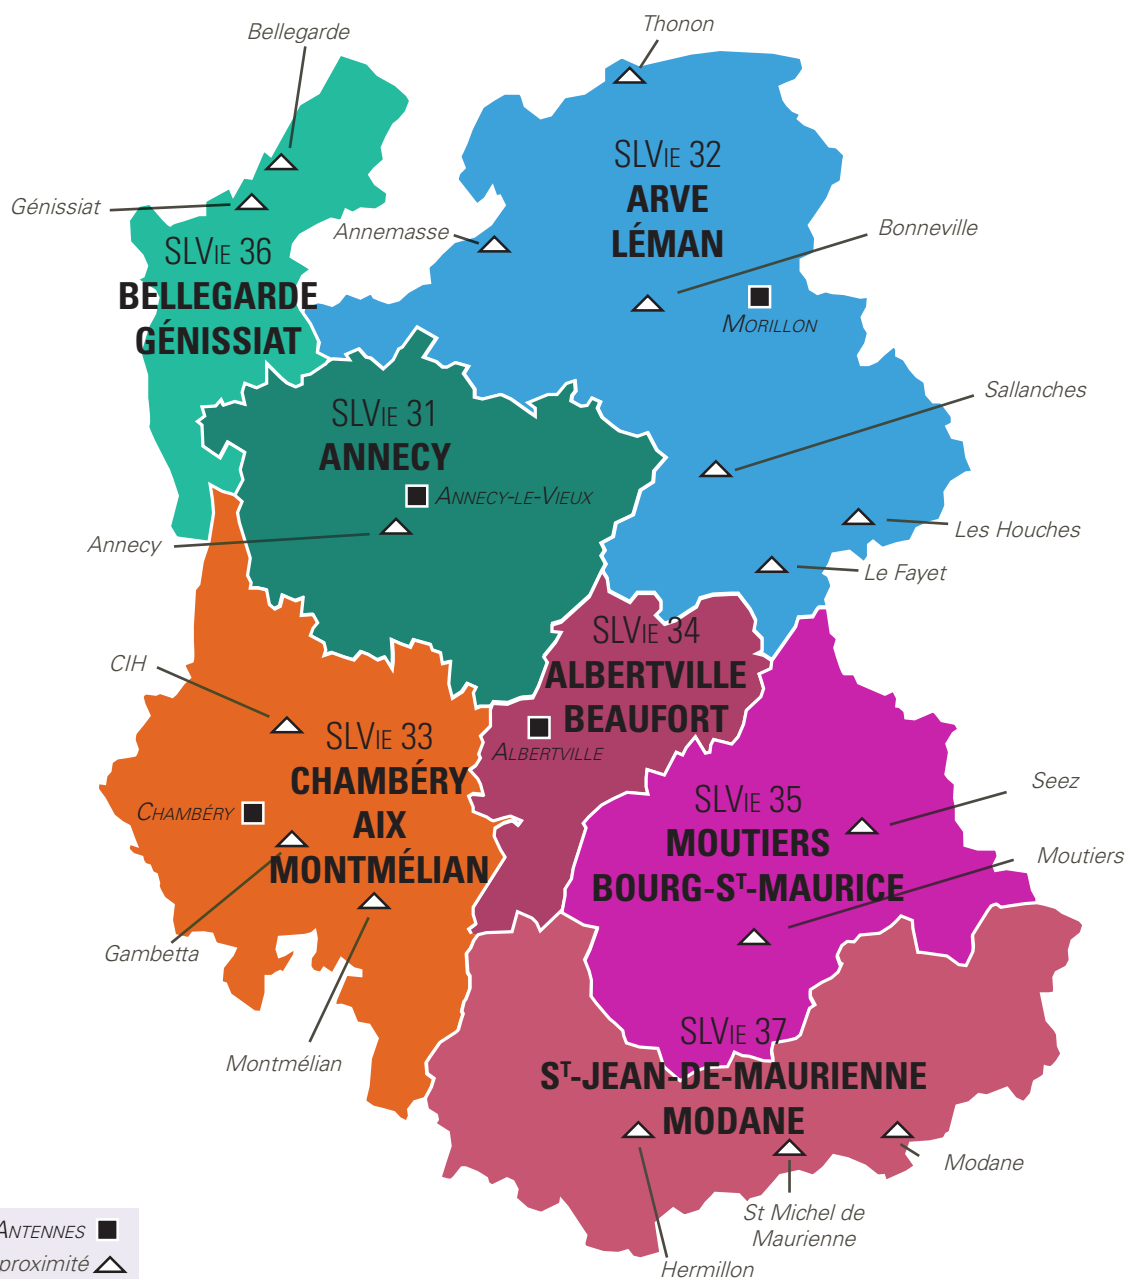 Bellegarde
Thonon
Génissiat
SLVIE 32
ARVE
LÉMAN
Annemasse
Bonneville
SLVIE 36
BELLEGARDE
GÉNISSIAT
MORILLON
Sallanches
SLVIE 31
ANNECY
ANNECY-LE-VIEUX
Annecy
Les Houches
Le Fayet
SLVIE 34
ALBERTVILLE
BEAUFORT
ALBERTVILLE
CIH
SLVIE 33
CHAMBÉRY
AIX
MONTMÉLIAN
CHAMBÉRY
Gambetta
Montmélian
SLVIE 35
MOUTIERS
BOURG-ST-MAURICE
Seez
Moutiers
SLVIE 37
ST-JEAN-DE-MAURIENNE
MODANE
Modane
St Michel de
Maurienne
Hermillon
ANTENNES
proximité